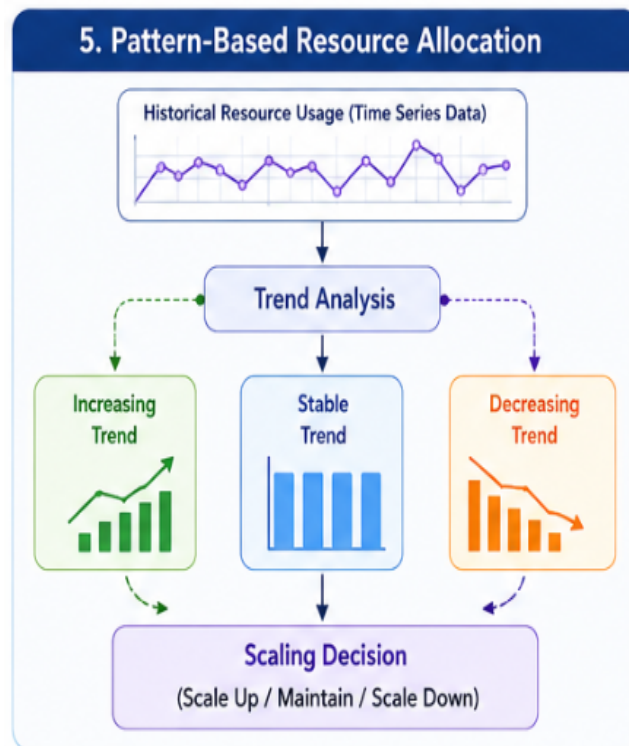 5. Pattern-Based Resource Allocation
Historical Resource Usage (Time Series Data)
Trend Analysis
Increasing
Trend
Stable
Trend
Decreasing
Trend
Scaling Decision
(Scale Up / Maintain / Scale Down)